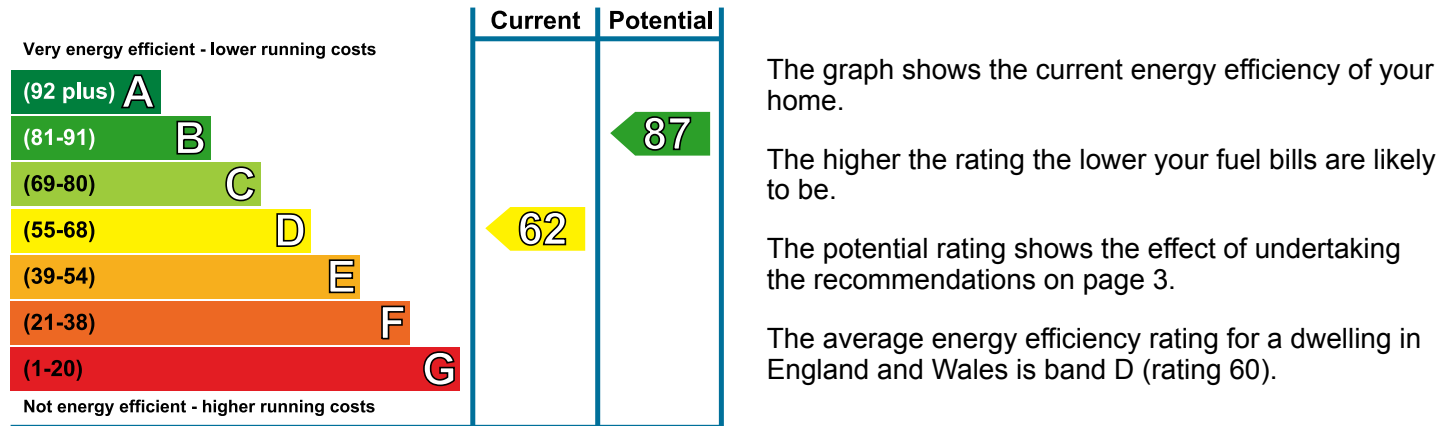 Current Potential
Very energy efficient - lower running costs
(92 plus) A
(81-91) B
87
(69-80) C
(55-68) D
62
(39-54) E
(21-38) F
(1-20) G
Not energy efficient - higher running costs
The graph shows the current energy efficiency of your
home.
The higher the rating the lower your fuel bills are likely
to be.
The potential rating shows the effect of undertaking
the recommendations on page 3.
The average energy efficiency rating for a dwelling in
England and Wales is band D (rating 60).